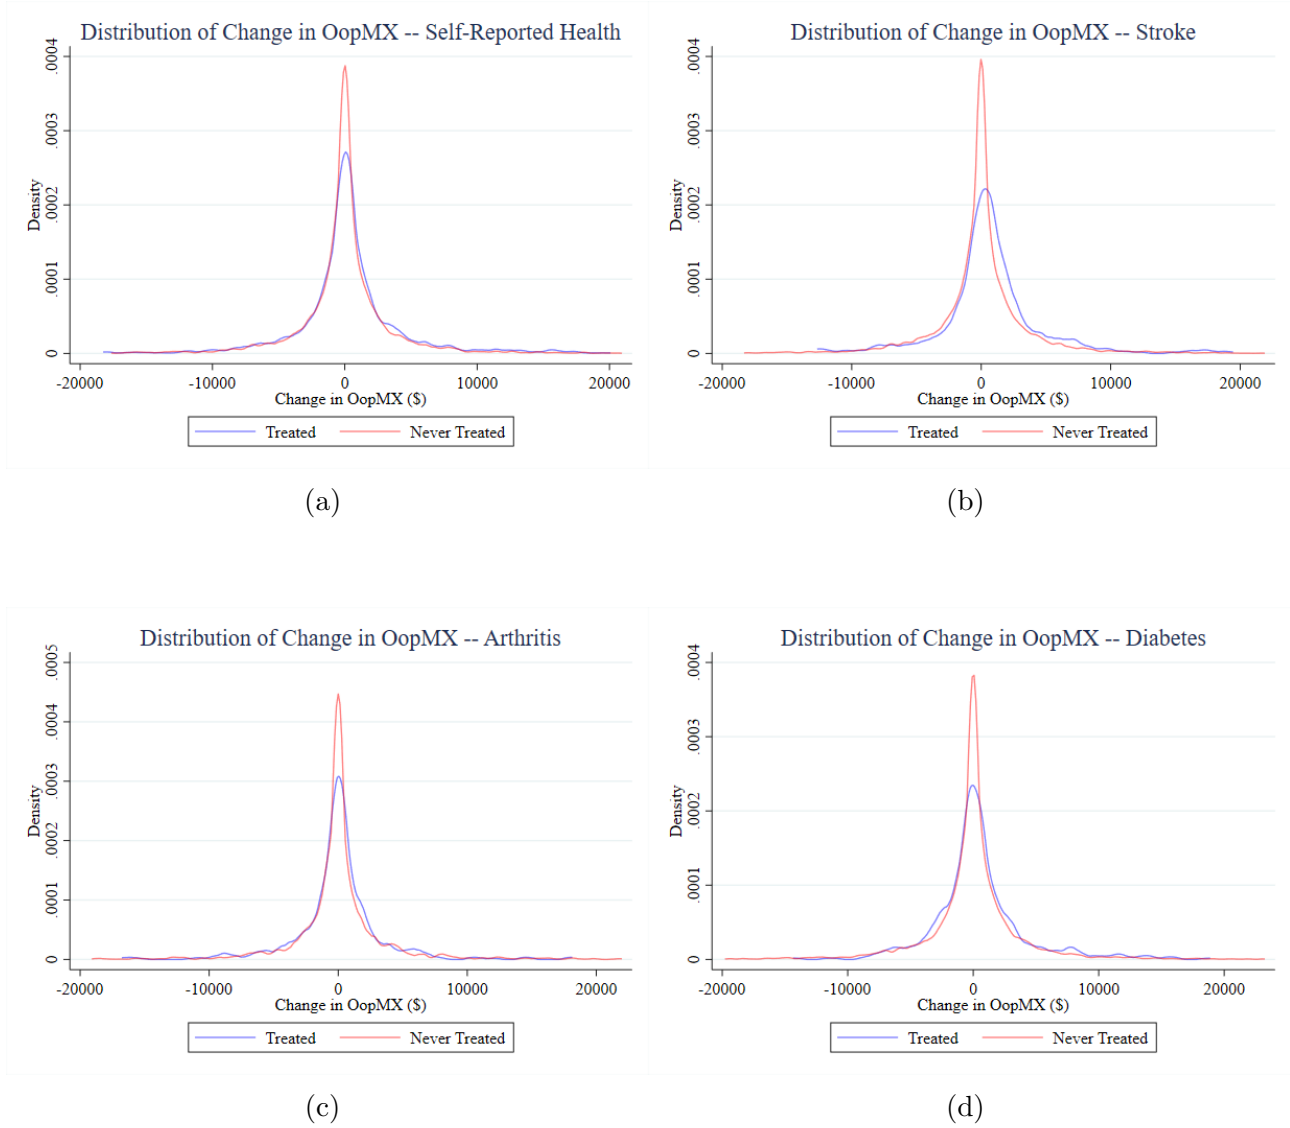 Distribution of Change in OopMX -- Self-Reported Health
Density
.0004
.0003
.0002
.0001
0
-20000 -10000 0 10000 20000
Change in OopMX ($)
Treated Never Treated
(a)
Distribution of Change in OopMX -- Stroke
Density
.0004
.0003
.0002
.0001
0
-20000 -10000 0 10000 20000
Change in OopMX ($)
Treated Never Treated
(b)
Distribution of Change in OopMX -- Arthritis
Density
.0005
.0004
.0003
.0002
.0001
0
-20000 -10000 0 10000 20000
Change in OopMX ($)
Treated Never Treated
(c)
Distribution of Change in OopMX -- Diabetes
Density
.0004
.0003
.0002
.0001
0
-20000 -10000 0 10000 20000
Change in OopMX ($)
Treated Never Treated
(d)